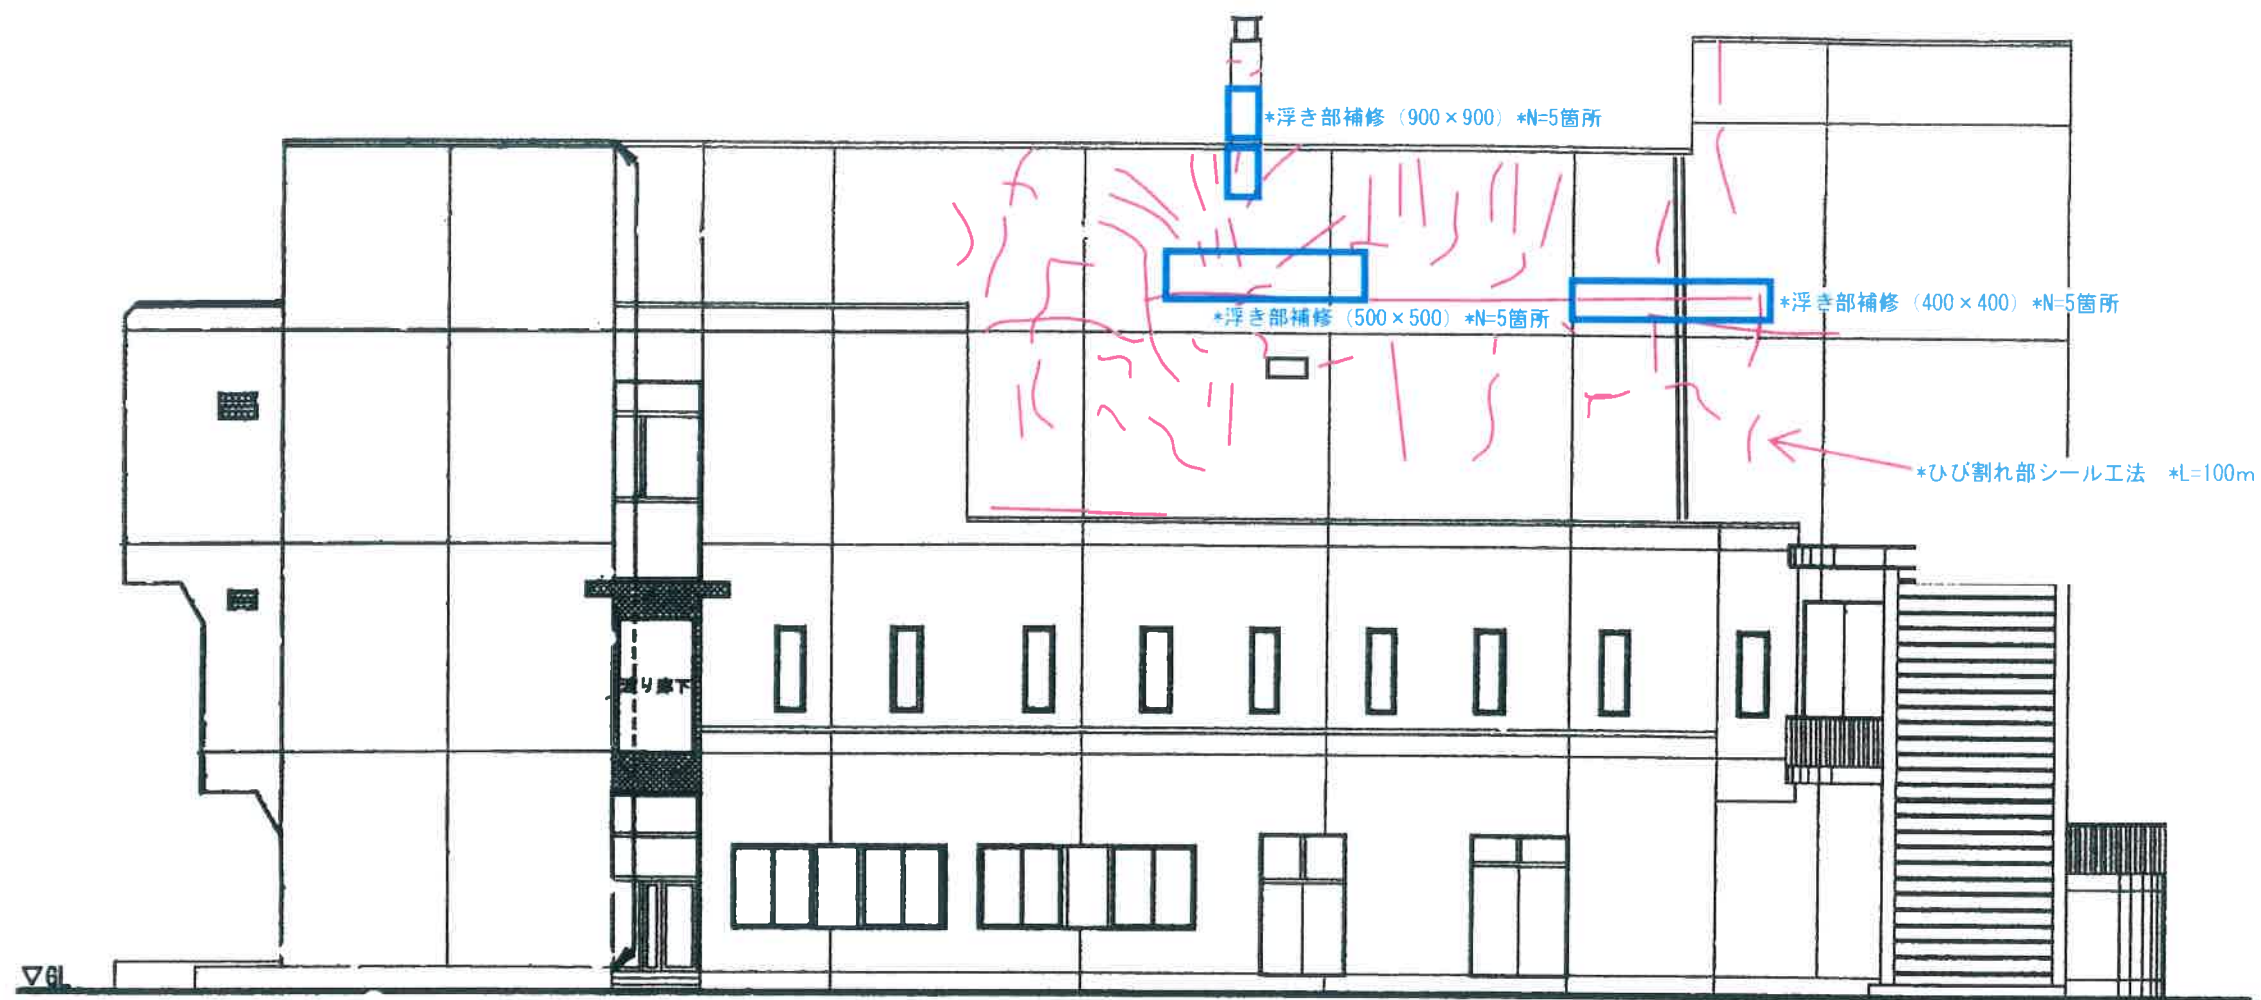 *浮き部補修（900×900）*N=5箇所
*浮き部補修（400×400）*N=5箇所
*浮き部補修（500×500）*N=5箇所
*ひび割れ部シール工法　*L=100m
渡り廊下
▽GL